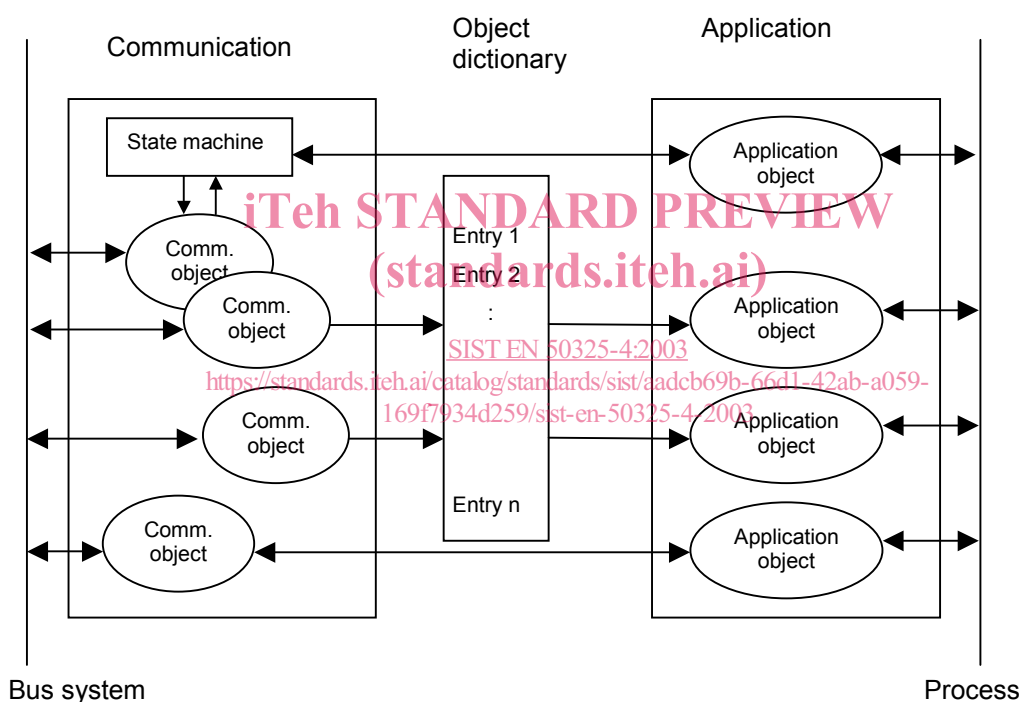 Communication
Object
dictionary
Application
State machine
Application
object
iTeh STANDARD PREVIEW
(standards.iteh.ai)
Entry 1
Comm.
object
Entry 2
Comm.
object
:
Application
object
SIST EN 50325-4:2003
https://standards.iteh.ai/catalog/standards/sist/aadcb69b-66d1-42ab-a059-
169f7934d259/sist-en-50325-4-2003
Comm.
object
Application
object
Entry n
Comm.
object
Application
object
Bus system
Process